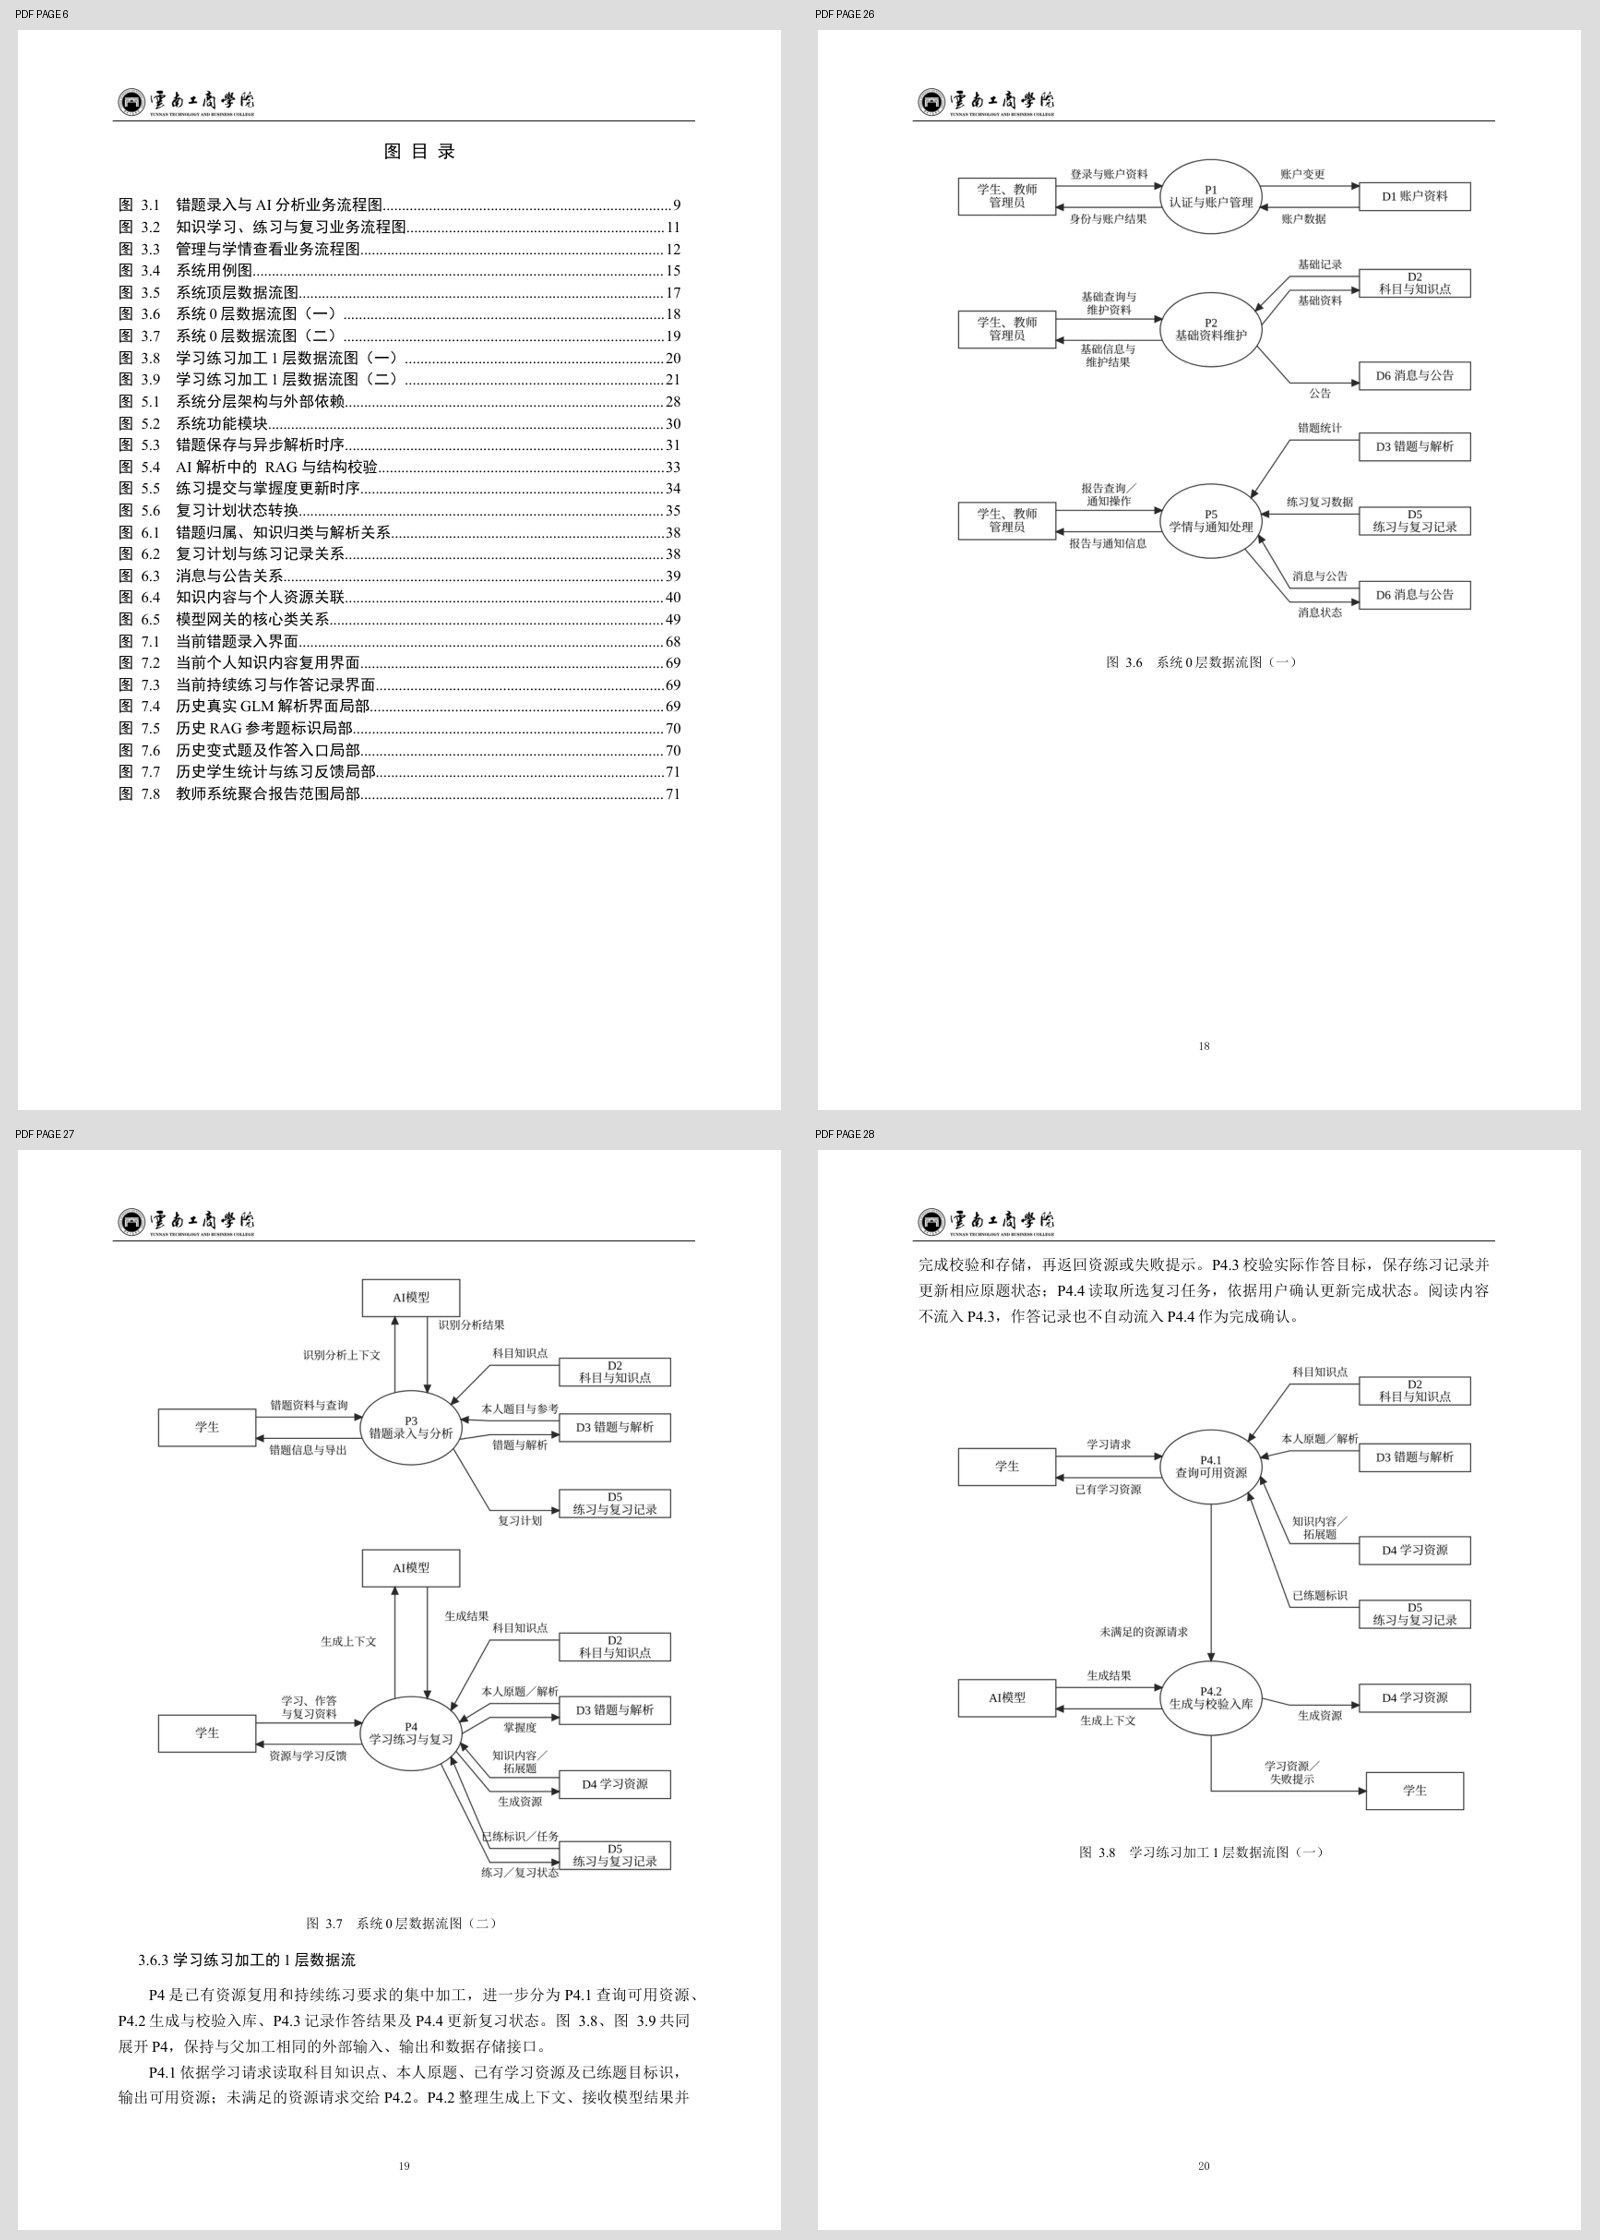 PDF PAGE 6
雲南工商學院
YUNNAN TECHNOLOGY AND BUSINESS COLLEGE
图 目 录
图 3.1 错题录入与 AI 分析业务流程图 9
图 3.2 知识学习、练习与复习业务流程图 11
图 3.3 管理与学情查看业务流程图 12
图 3.4 系统用例图 15
图 3.5 系统顶层数据流图 17
图 3.6 系统 0 层数据流图（一） 18
图 3.7 系统 0 层数据流图（二） 19
图 3.8 学习练习加工 1 层数据流图（一） 20
图 3.9 学习练习加工 1 层数据流图（二） 21
图 5.1 系统分层架构与外部依赖 28
图 5.2 系统功能模块 30
图 5.3 错题保存与异步解析时序 31
图 5.4 AI 解析中的 RAG 与结构校验 33
图 5.5 练习提交与掌握度更新时序 34
图 5.6 复习计划状态转换 35
图 6.1 错题归属、知识归类与解析关系 38
图 6.2 复习计划与练习记录关系 38
图 6.3 消息与公告关系 39
图 6.4 知识内容与个人资源关联 40
图 6.5 模型网关的核心类关系 49
图 7.1 当前错题录入界面 68
图 7.2 当前个人知识内容复用界面 69
图 7.3 当前持续练习与作答记录界面 69
图 7.4 历史真实 GLM 解析界面局部 69
图 7.5 历史 RAG 参考题标识局部 70
图 7.6 历史变式题及作答入口局部 70
图 7.7 历史学生统计与练习反馈局部 71
图 7.8 教师系统聚合报告范围局部 71
PDF PAGE 26
雲南工商學院
YUNNAN TECHNOLOGY AND BUSINESS COLLEGE
学生、教师
管理员
登录与账户资料
身份与账户结果
P1
认证与账户管理
账户变更
账户数据
D1 账户资料
学生、教师
管理员
基础查询与
维护资料
基础信息与
维护结果
P2
基础资料维护
基础记录
基础资料
D2
科目与知识点
公告
D6 消息与公告
错题统计
D3 错题与解析
学生、教师
管理员
报告查询／
通知操作
报告与通知信息
P5
学情与通知处理
练习复习数据
D5
练习与复习记录
消息与公告
消息状态
D6 消息与公告
图 3.6 系统 0 层数据流图（一）
18
PDF PAGE 27
雲南工商學院
YUNNAN TECHNOLOGY AND BUSINESS COLLEGE
AI模型
识别分析结果
识别分析上下文
科目知识点
D2
科目与知识点
学生
错题资料与查询
错题信息与导出
P3
错题录入与分析
本人题目与参考
错题与解析
D3 错题与解析
复习计划
D5
练习与复习记录
AI模型
生成结果
生成上下文
科目知识点
D2
科目与知识点
学生
学习、作答
与复习资料
资源与学习反馈
P4
学习练习与复习
本人原题／解析
掌握度
D3 错题与解析
知识内容／
拓展题
生成资源
D4 学习资源
已练标识／任务
练习／复习状态
D5
练习与复习记录
图 3.7 系统 0 层数据流图（二）
3.6.3 学习练习加工的 1 层数据流
P4 是已有资源复用和持续练习要求的集中加工，进一步分为 P4.1 查询可用资源、
P4.2 生成与校验入库、P4.3 记录作答结果及 P4.4 更新复习状态。图 3.8、图 3.9 共同
展开 P4，保持与父加工相同的外部输入、输出和数据存储接口。
P4.1 依据学习请求读取科目知识点、本人原题、已有学习资源及已练题目标识，
输出可用资源；未满足的资源请求交给 P4.2。P4.2 整理生成上下文、接收模型结果并
19
PDF PAGE 28
雲南工商學院
YUNNAN TECHNOLOGY AND BUSINESS COLLEGE
完成校验和存储，再返回资源或失败提示。P4.3 校验实际作答目标，保存练习记录并
更新相应原题状态；P4.4 读取所选复习任务，依据用户确认更新完成状态。阅读内容
不流入 P4.3，作答记录也不自动流入 P4.4 作为完成确认。
科目知识点
D2
科目与知识点
学生
学习请求
已有学习资源
P4.1
查询可用资源
本人原题／解析
D3 错题与解析
知识内容／
拓展题
D4 学习资源
已练题标识
D5
练习与复习记录
未满足的资源请求
AI模型
生成结果
生成上下文
P4.2
生成与校验入库
生成资源
D4 学习资源
学习资源／
失败提示
学生
图 3.8 学习练习加工 1 层数据流图（一）
20